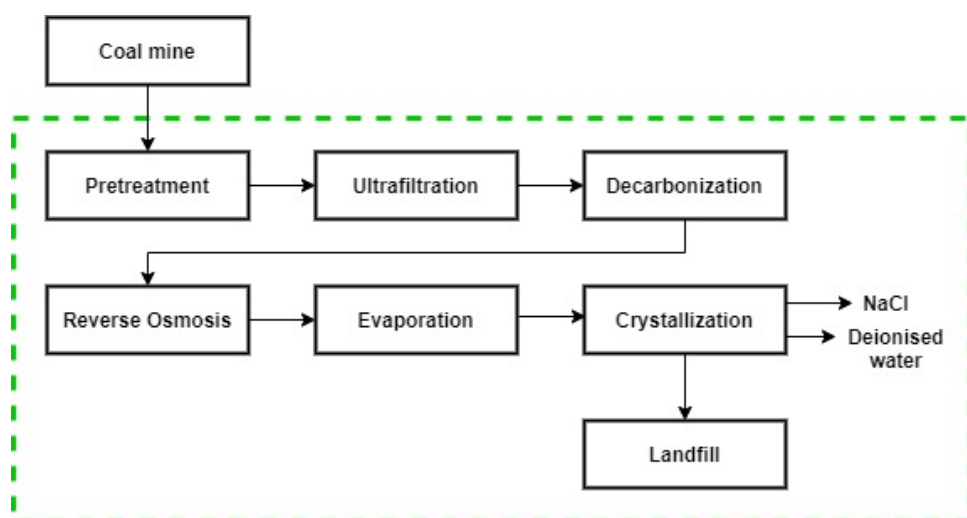 Coal mine
Pretreatment
Ultrafiltration
Decarbonization
Reverse Osmosis
Evaporation
Crystallization
NaCl
Deionised
water
Landfill